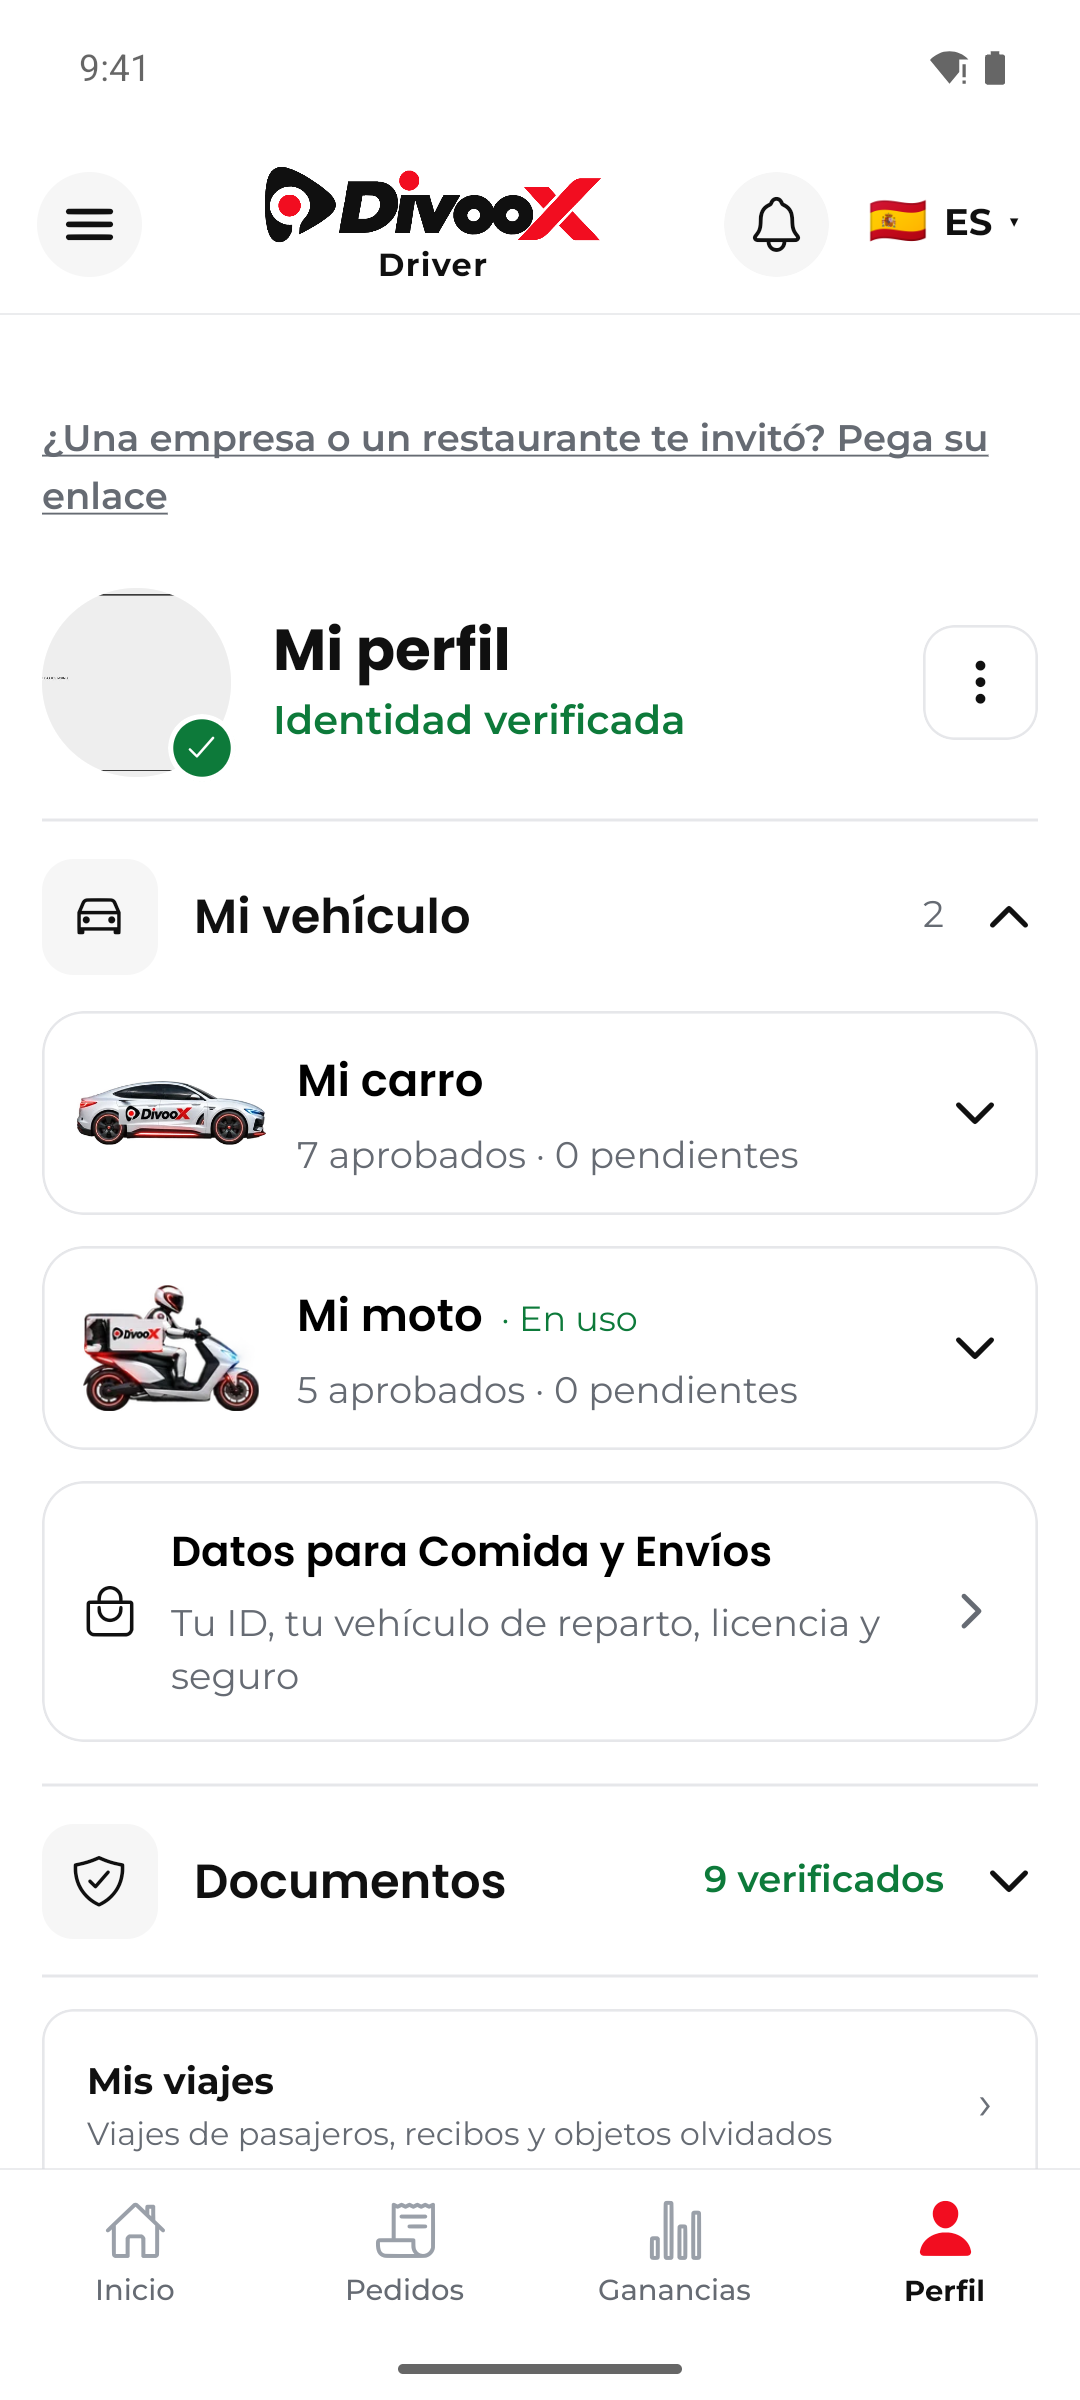 9:41
DivooX
Driver
ES
¿Una empresa o un restaurante te invitó? Pega su
enlace
Mi perfil
Identidad verificada
Mi vehículo
2
DivooX
Mi carro
7 aprobados · 0 pendientes
DivooX
Mi moto · En uso
5 aprobados · 0 pendientes
Datos para Comida y Envíos
Tu ID, tu vehículo de reparto, licencia y
seguro
Documentos
9 verificados
Mis viajes
Viajes de pasajeros, recibos y objetos olvidados
Inicio
Pedidos
Ganancias
Perfil